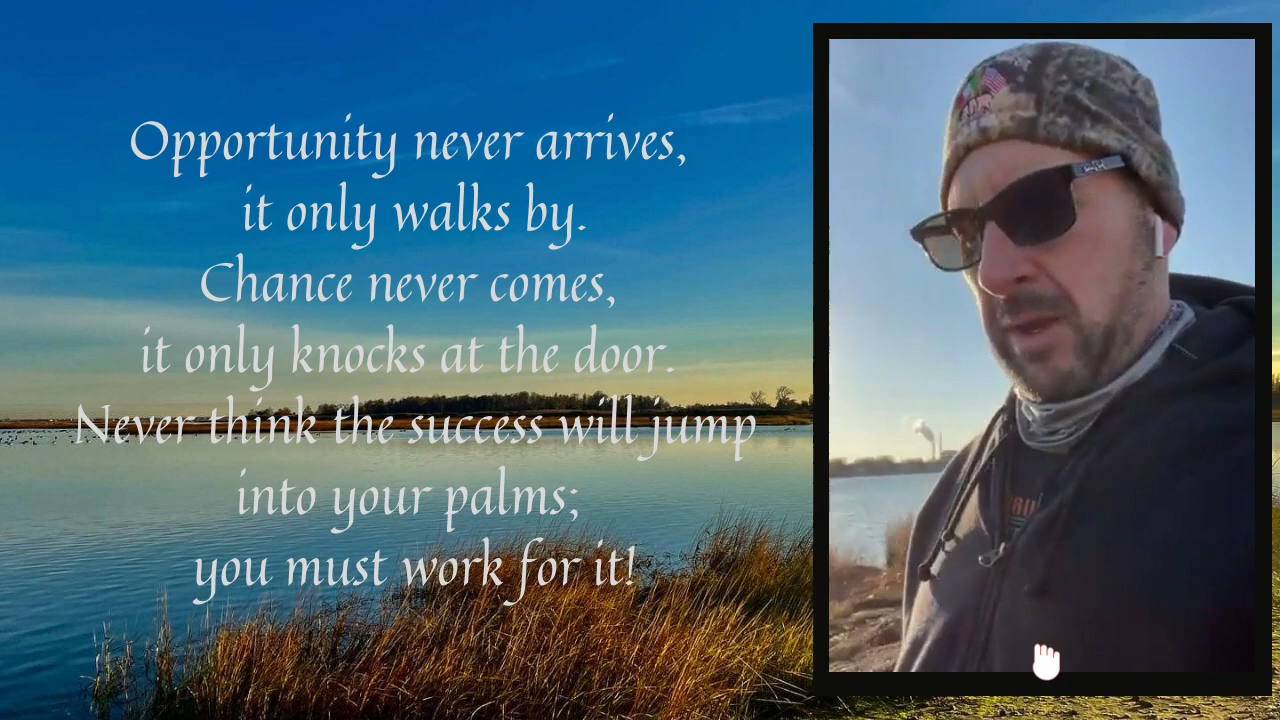 Opportunity never arrives,
it only walks by.
Chance never comes,
it only knocks at the door.
Never think the success will jump
into your palms;
you must work for it!